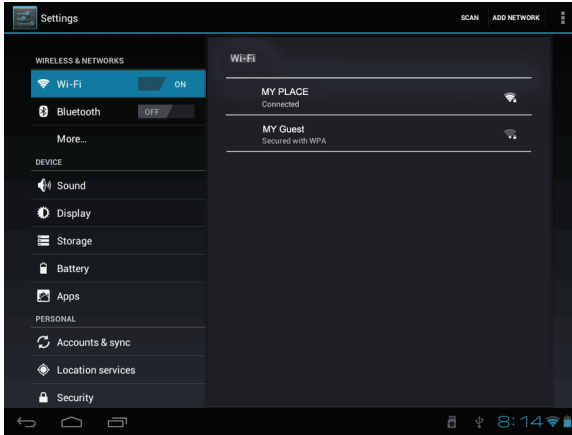 Settings
SCAN
ADD NETWORK
WIRELESS & NETWORKS
Wi-Fi
ON
Bluetooth
OFF
More...
DEVICE
Sound
Display
Storage
Battery
Apps
PERSONAL
Accounts & sync
Location services
Security
Wi-Fi
MY PLACE
Connected
MY Guest
Secured with WPA
8:14